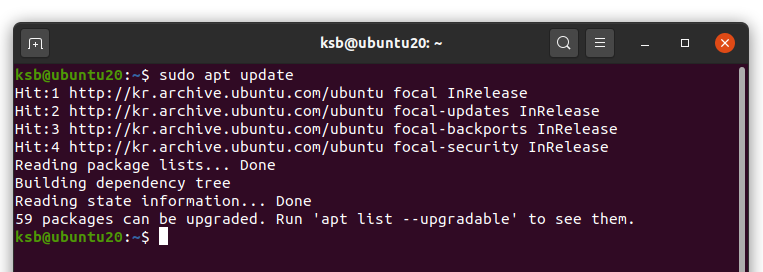 ksb@ubuntu20: ~
ksb@ubuntu20:~$ sudo apt update
Hit:1 http://kr.archive.ubuntu.com/ubuntu focal InRelease
Hit:2 http://kr.archive.ubuntu.com/ubuntu focal-updates InRelease
Hit:3 http://kr.archive.ubuntu.com/ubuntu focal-backports InRelease
Hit:4 http://kr.archive.ubuntu.com/ubuntu focal-security InRelease
Reading package lists... Done
Building dependency tree
Reading state information... Done
59 packages can be upgraded. Run 'apt list --upgradable' to see them.
ksb@ubuntu20:~$